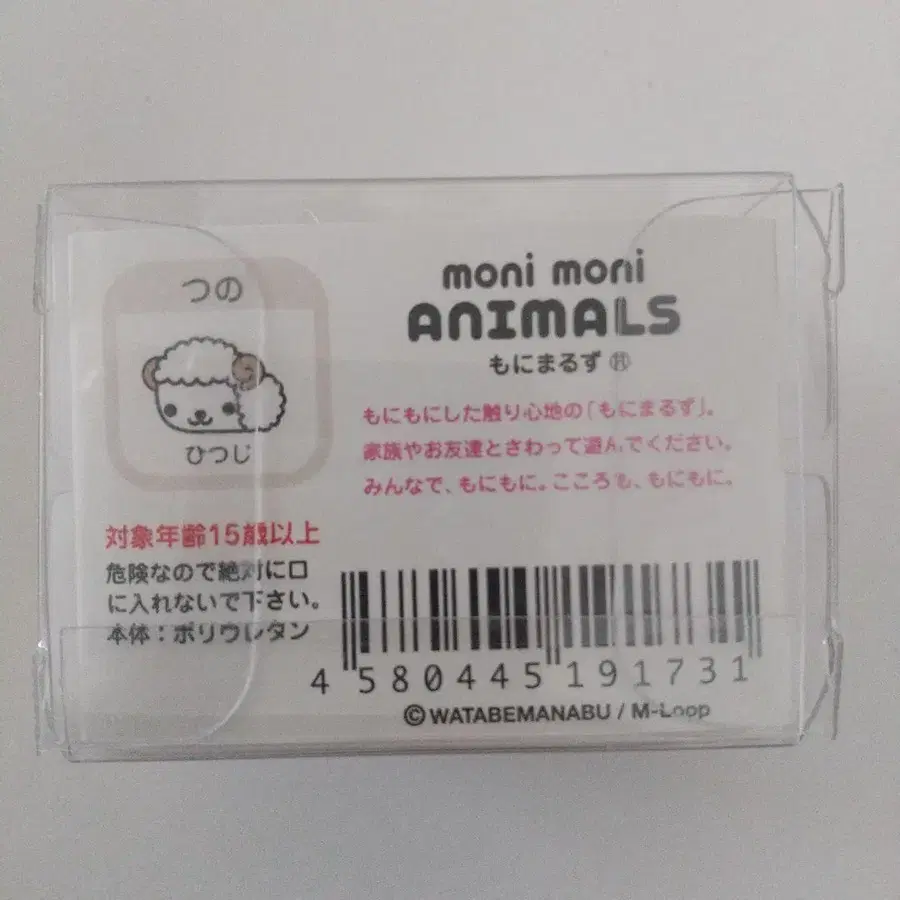 つの
ひつじ
moni moni
ANIMALS
もにまるず
もにもにした触り心地の「もにまるず」。
家族やお友達とさわって遊んでください。
みんなで、もにもに。こころも、もにもに。
対象年齢15歳以上
危険なので絶対に口
に入れないで下さい。
本体：ポリウレタン
4 580445 191731
©WATABEMANABU / M-Loopp